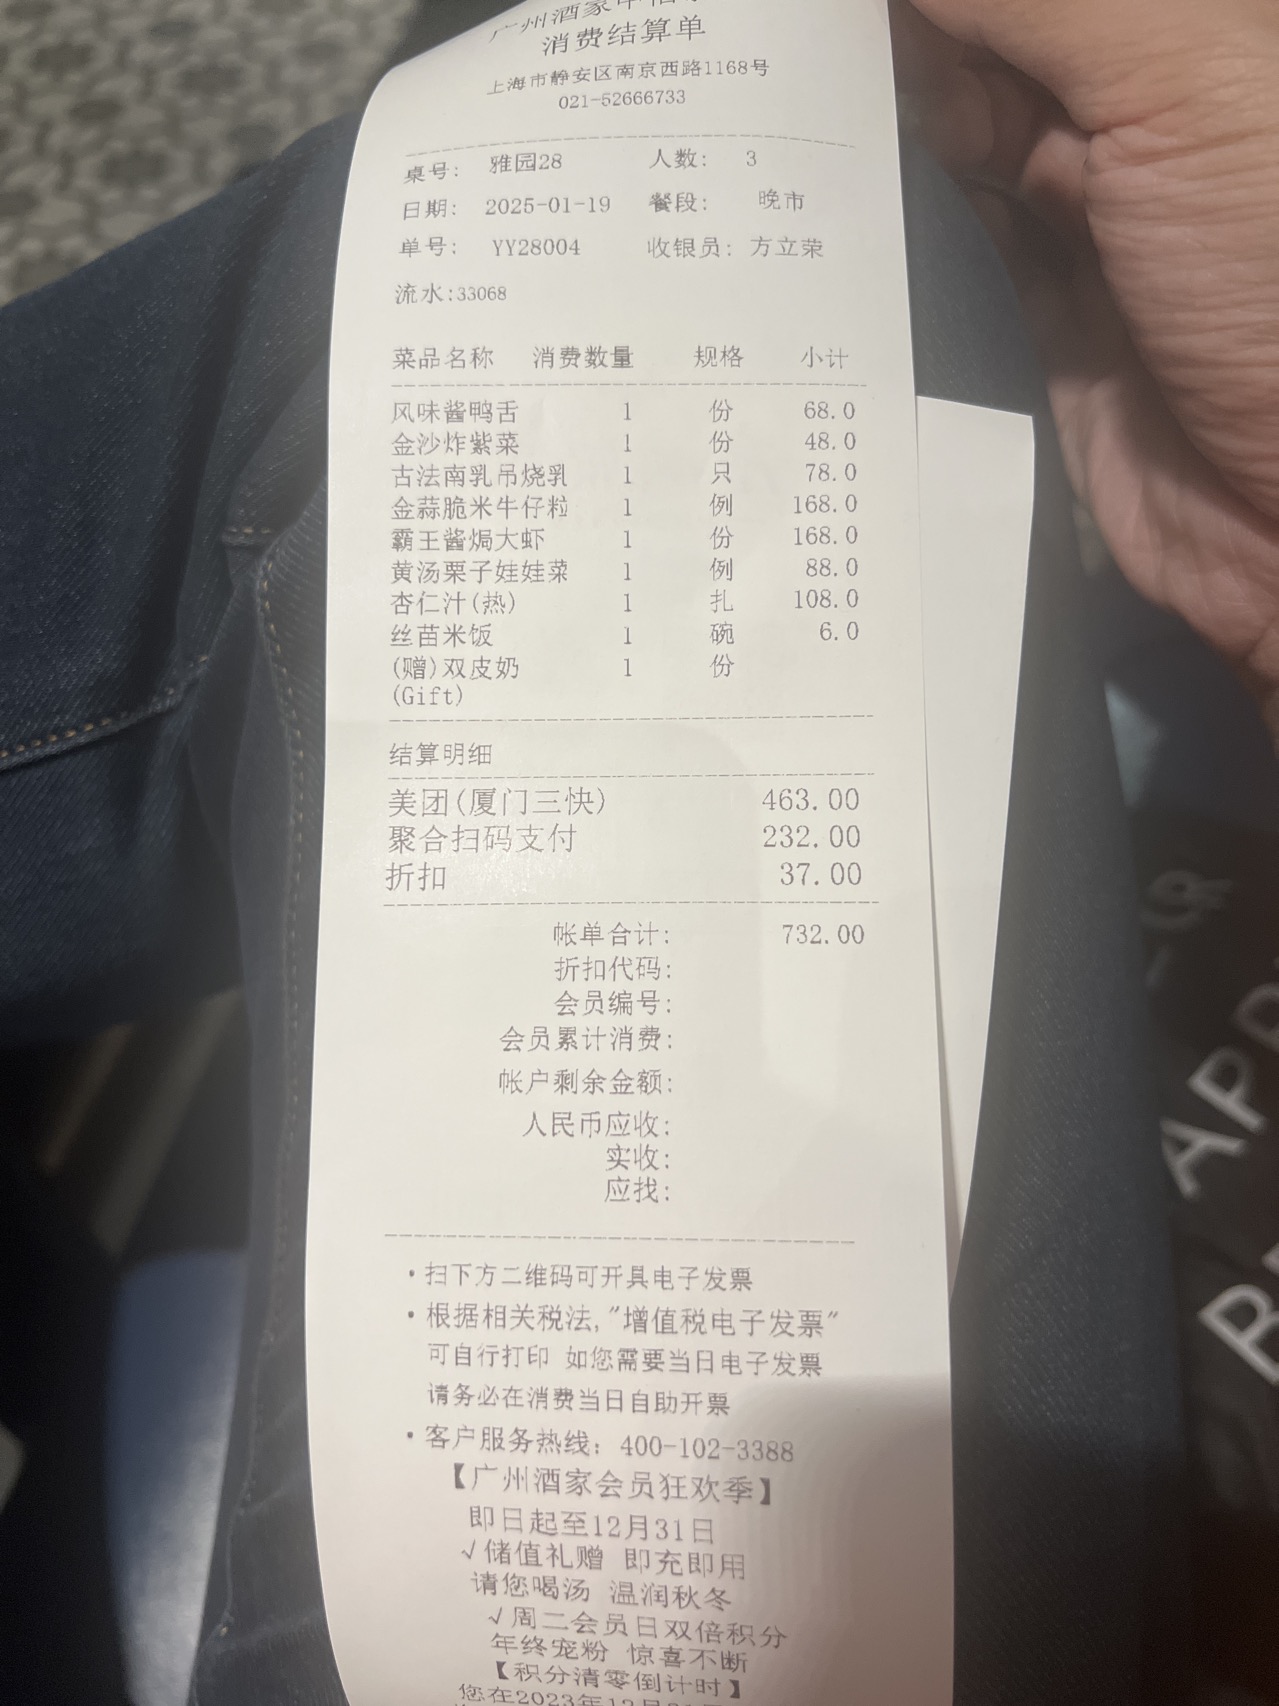 广州酒家
消费结算单
上海市静安区南京西路1168号
021-52666733
桌号: 雅园28 人数: 3
日期: 2025-01-19 餐段: 晚市
单号: YY28004 收银员: 方立荣
流水:33068
菜品名称 消费数量 规格 小计
风味酱鸭舌 1 份 68.0
金沙炸紫菜 1 份 48.0
古法南乳吊烧乳 1 只 78.0
金蒜脆米牛仔粒 1 例 168.0
霸王酱焗大虾 1 份 168.0
黄汤栗子娃娃菜 1 例 88.0
杏仁汁(热) 1 扎 108.0
丝苗米饭 1 碗 6.0
(赠)双皮奶 1 份
(Gift)
结算明细
美团(厦门三快) 463.00
聚合扫码支付 232.00
折扣 37.00
帐单合计: 732.00
折扣代码:
会员编号:
会员累计消费:
帐户剩余金额:
人民币应收:
实收:
应找:
·扫下方二维码可开具电子发票
·根据相关税法,"增值税电子发票"
可自行打印 如您需要当日电子发票
请务必在消费当日自助开票
·客户服务热线: 400-102-3388
【广州酒家会员狂欢季】
即日起至12月31日
√储值礼赠 即充即用
请您喝汤 温润秋冬
√周二会员日双倍积分
年终宠粉 惊喜不断
【积分清零倒计时】
您在2023年12月
APP